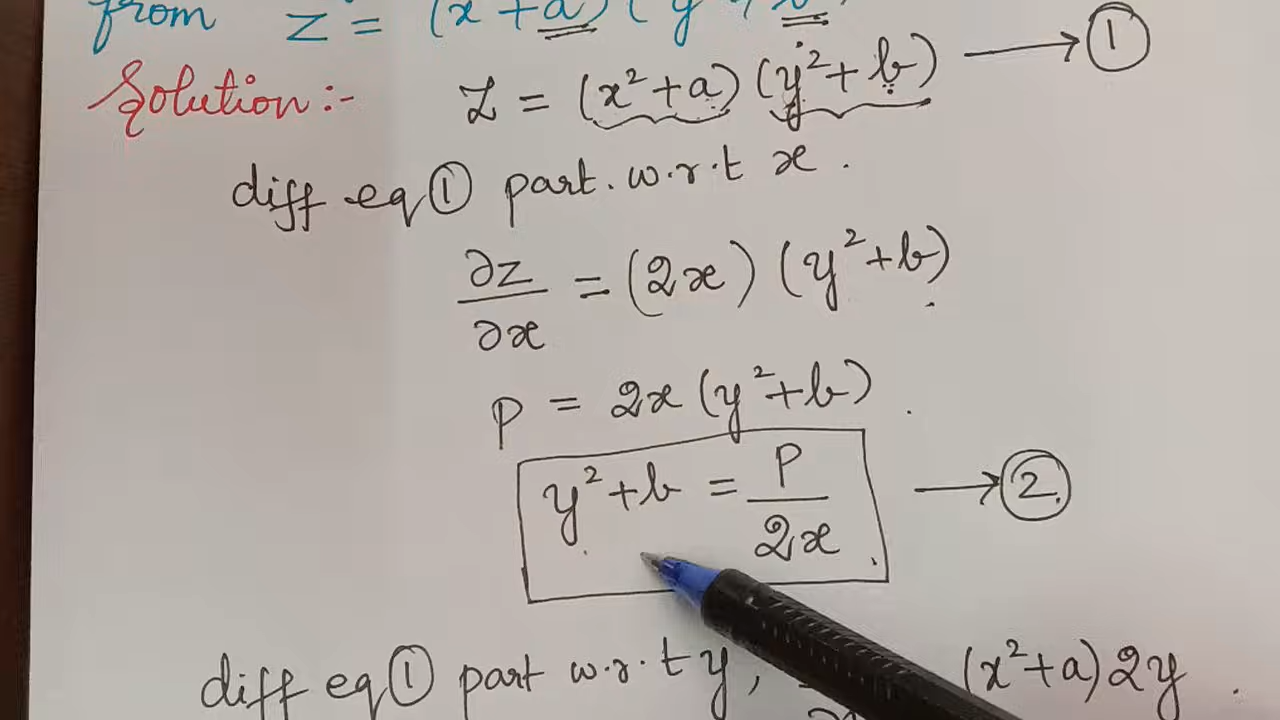 from z = (x + a) (y
Solution :-
z = (x² + a) (y² + b) → ①
diff eq ① part. w.r.t x .
∂z/∂x = (2x) (y² + b)
P = 2x (y² + b)
y² + b = P/2x → ②
diff eq ① part w.r.t y, (x² + a) 2y